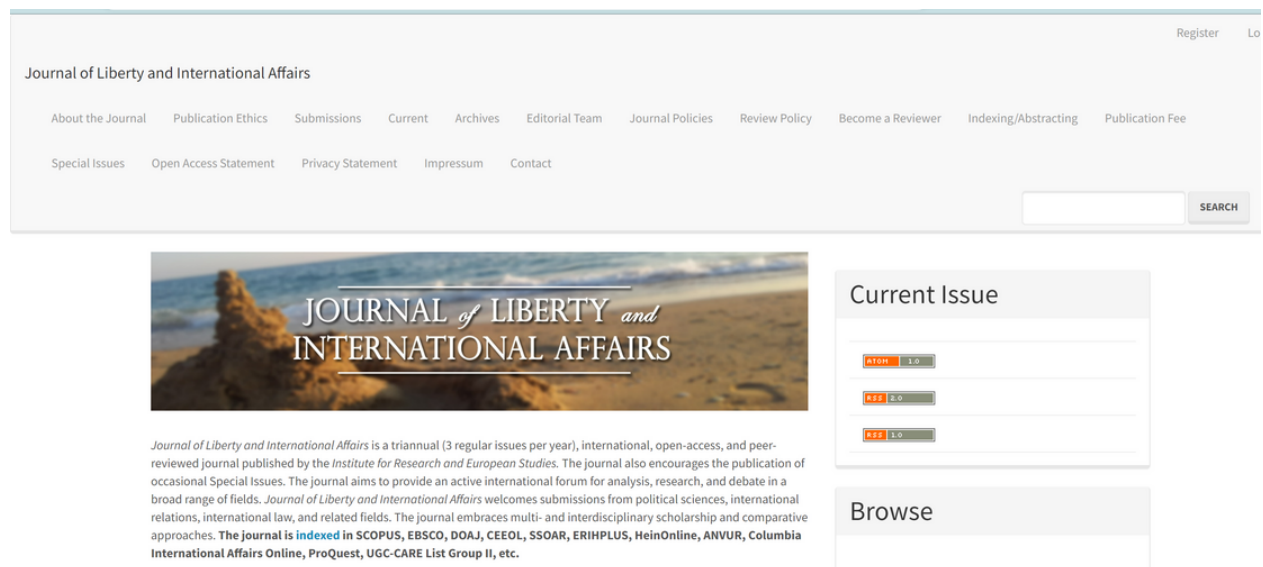 Register Lo
Journal of Liberty and International Affairs
About the Journal Publication Ethics Submissions Current Archives Editorial Team Journal Policies Review Policy Become a Reviewer Indexing/Abstracting Publication Fee
Special Issues Open Access Statement Privacy Statement Impressum Contact
SEARCH
JOURNAL of LIBERTY and
INTERNATIONAL AFFAIRS
Journal of Liberty and International Affairs is a triannual (3 regular issues per year), international, open-access, and peer-
reviewed journal published by the Institute for Research and European Studies. The journal also encourages the publication of
occasional Special Issues. The journal aims to provide an active international forum for analysis, research, and debate in a
broad range of fields. Journal of Liberty and International Affairs welcomes submissions from political sciences, international
relations, international law, and related fields. The journal embraces multi- and interdisciplinary scholarship and comparative
approaches. The journal is indexed in SCOPUS, EBSCO, DOAJ, CEEOL, SSOAR, ERIHPLUS, HeinOnline, ANVUR, Columbia
International Affairs Online, ProQuest, UGC-CARE List Group II, etc.
Current Issue
ATOM 1.0
RSS 2.0
RSS 1.0
Browse